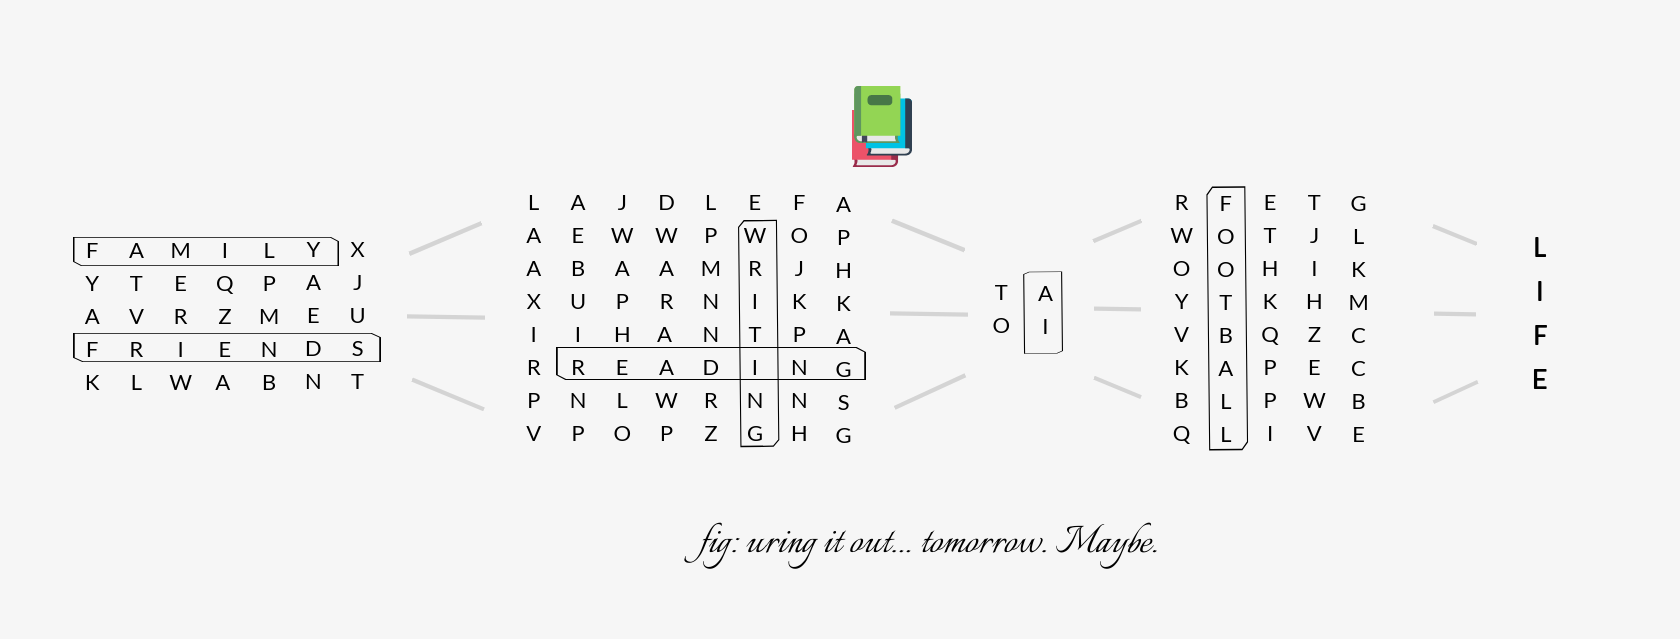 F A M I L Y X
Y T E Q P A J
A V R Z M E U
F R I E N D S
K L W A B N T
L A J D L E F A
A E W W P W O P
A B A A M R J H
X U P R N I K K
I I H A N T P A
R R E A D I N G
P N L W R N N S
V P O P Z G H G
T A
O I
R F E T G
W O T J L
O O H I K
Y T K H M
V B Q Z C
K A P E C
B L P W B
Q L I V E
L
I
F
E
fig: uring it out... tomorrow. Maybe.